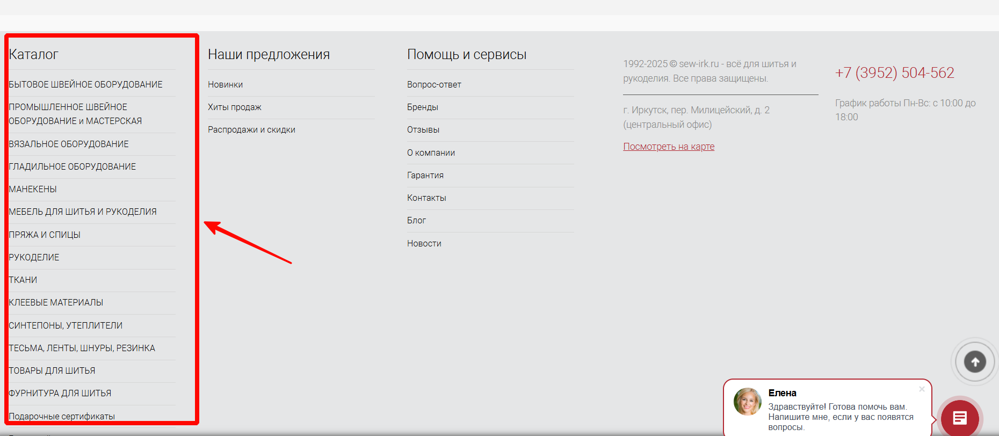 Каталог
БЫТОВОЕ ШВЕЙНОЕ ОБОРУДОВАНИЕ
ПРОМЫШЛЕННОЕ ШВЕЙНОЕ
ОБОРУДОВАНИЕ и МАСТЕРСКАЯ
ВЯЗАЛЬНОЕ ОБОРУДОВАНИЕ
ГЛАДИЛЬНОЕ ОБОРУДОВАНИЕ
МАНЕКЕНЫ
МЕБЕЛЬ ДЛЯ ШИТЬЯ И РУКОДЕЛИЯ
ПРЯЖА И СПИЦЫ
РУКОДЕЛИЕ
ТКАНИ
КЛЕЕВЫЕ МАТЕРИАЛЫ
СИНТЕПОНЫ, УТЕПЛИТЕЛИ
ТЕСЬМА, ЛЕНТЫ, ШНУРЫ, РЕЗИНКА
ТОВАРЫ ДЛЯ ШИТЬЯ
ФУРНИТУРА ДЛЯ ШИТЬЯ
Подарочные сертификаты
Наши предложения
Новинки
Хиты продаж
Распродажи и скидки
Помощь и сервисы
Вопрос-ответ
Бренды
Отзывы
О компании
Гарантия
Контакты
Блог
Новости
1992-2025 © sew-irk.ru - всё для шитья и
рукоделия. Все права защищены.
г. Иркутск, пер. Милицейский, д. 2
(центральный офис)
Посмотреть на карте
+7 (3952) 504-562
График работы Пн-Вс: с 10:00 до
18:00
Елена
Здравствуйте! Готова помочь вам.
Напишите мне, если у вас появятся
вопросы.